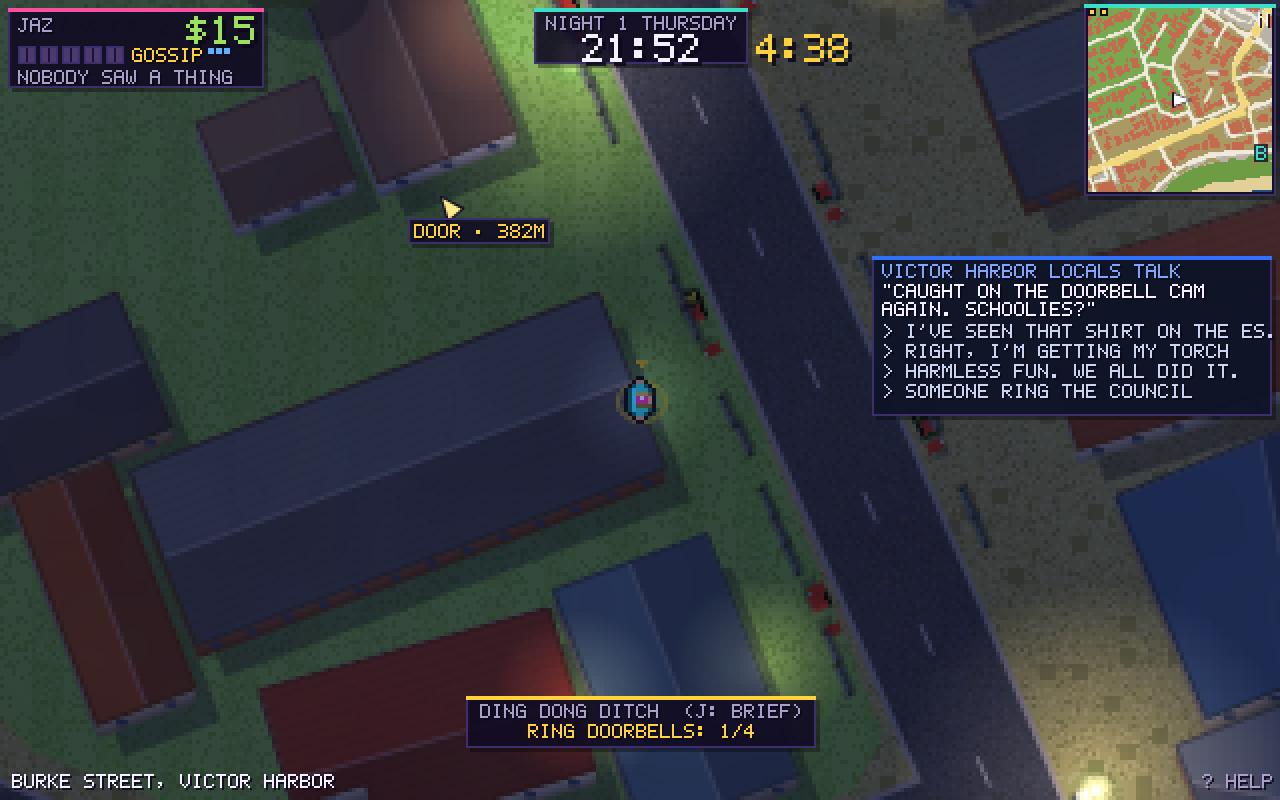 JAZ
$15
GOSSIP
NOBODY SAW A THING
NIGHT 1 THURSDAY
21:52
4:38
B
DOOR · 382M
VICTOR HARBOR LOCALS TALK
"CAUGHT ON THE DOORBELL CAM
AGAIN. SCHOOLIES?"
> I'VE SEEN THAT SHIRT ON THE ES.
> RIGHT, I'M GETTING MY TORCH
> HARMLESS FUN. WE ALL DID IT.
> SOMEONE RING THE COUNCIL
DING DONG DITCH (J: BRIEF)
RING DOORBELLS: 1/4
BURKE STREET, VICTOR HARBOR
? HELP